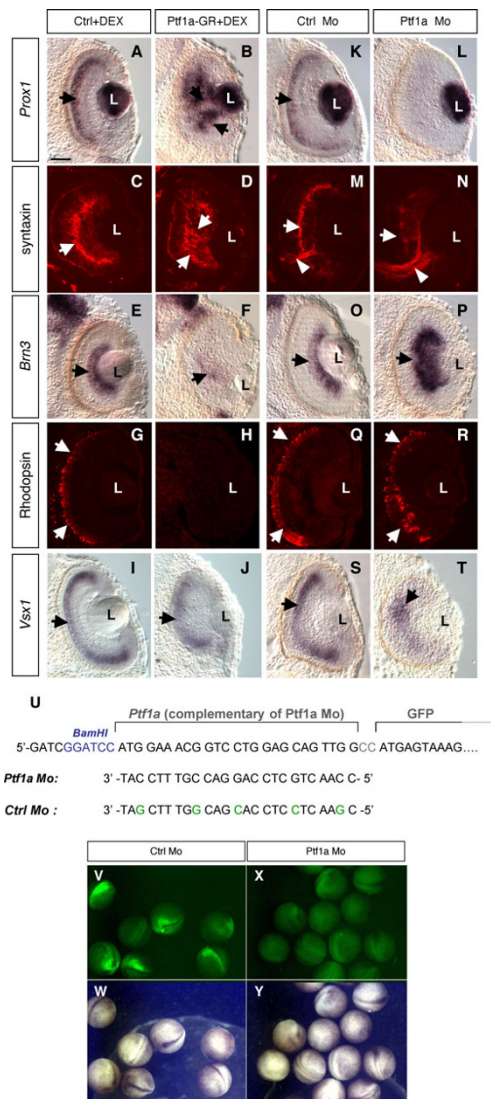 Ctrl+DEX Ptf1a-GR+DEX Ctrl Mo Ptf1a Mo
Prox1 A B K L
L L L L
syntaxin C D M N
L L L L
Brn3 E F O P
L L L L
Rhodopsin G H Q R
L L L L
Vsx1 I J S T
L L L L
U
Ptf1a (complementary of Ptf1a Mo) GFP
BamHI
5'-GATCGGATCC ATG GAA ACG GTC CTG GAG CAG TTG GCC ATGAGTAAAG....
Ptf1a Mo: 3' -TAC CTT TGC CAG GAC CTC GTC AAC C- 5'
Ctrl Mo : 3' -TAG CTT TGG CAG CAC CTC CTC AAG C -5'
Ctrl Mo Ptf1a Mo
V X
W Y